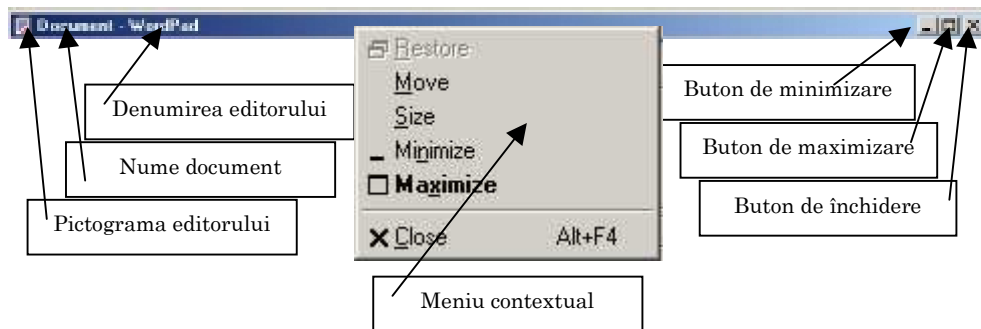 Document - WordPad
Restore
Move
Size
Minimize
Maximize
Close Alt+F4
Denumirea editorului
Nume document
Pictograma editorului
Buton de minimizare
Buton de maximizare
Buton de închidere
Meniu contextual